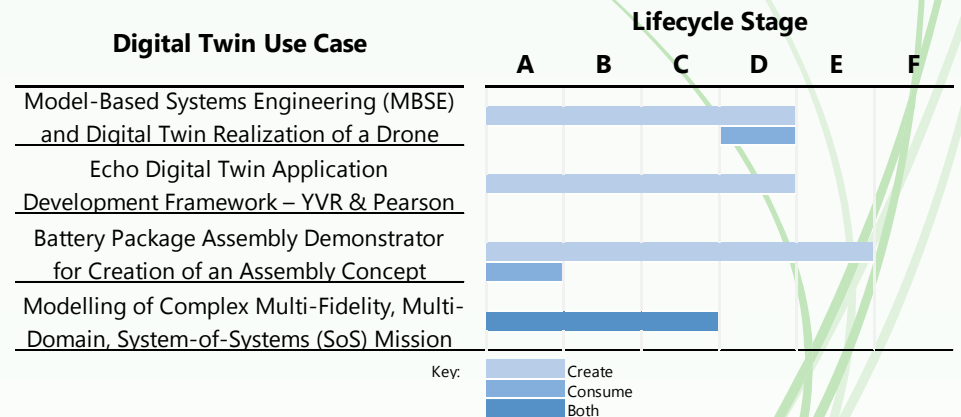 Digital Twin Use Case
Lifecycle Stage
A B C D E F
Model-Based Systems Engineering (MBSE)
and Digital Twin Realization of a Drone
Echo Digital Twin Application
Development Framework – YVR & Pearson
Battery Package Assembly Demonstrator
for Creation of an Assembly Concept
Modelling of Complex Multi-Fidelity, Multi-
Domain, System-of-Systems (SoS) Mission
Key:
Create
Consume
Both